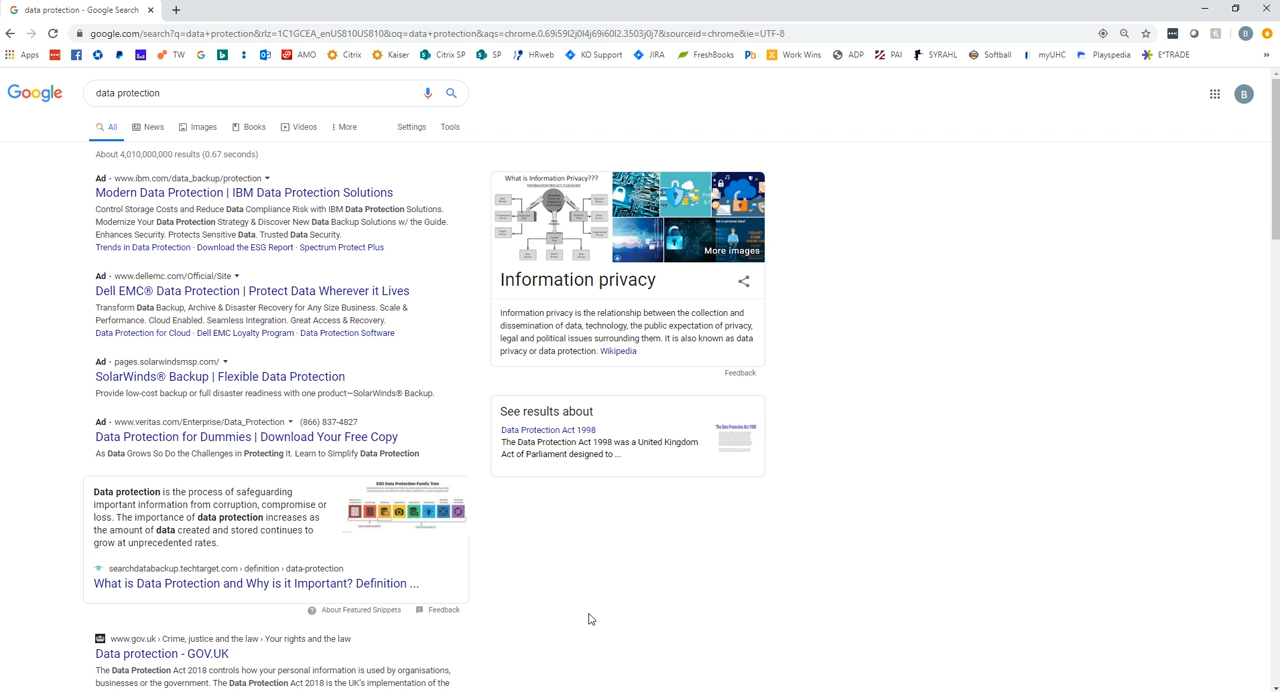 data protection - Google Search
google.com/search?q=data+protection&rlz=1C1GCEA_enUS810US810&oq=data+protection&aqs=chrome.0.69i59l2j0l4j69i60l2.3503j0j7&sourceid=chrome&ie=UTF-8
Apps TW AMO Citrix Kaiser Citrix SP SP HRweb KO Support JIRA FreshBooks Work Wins ADP PAI SYRAHL Softball myUHC Playspedia E*TRADE
Google
data protection
B
All News Images Books Videos More Settings Tools
About 4,010,000,000 results (0.67 seconds)
Ad · www.ibm.com/data_backup/protection
Modern Data Protection | IBM Data Protection Solutions
Control Storage Costs and Reduce Data Compliance Risk with IBM Data Protection Solutions.
Modernize Your Data Protection Strategy & Discover New Data Backup Solutions w/ the Guide.
Enhances Security. Protects Sensitive Data. Trusted Data Security.
Trends in Data Protection · Download the ESG Report · Spectrum Protect Plus
Ad · www.dellemc.com/Official/Site
Dell EMC® Data Protection | Protect Data Wherever it Lives
Transform Data Backup, Archive & Disaster Recovery for Any Size Business. Scale &
Performance. Cloud Enabled. Seamless Integration. Great Access & Recovery.
Data Protection for Cloud · Dell EMC Loyalty Program · Data Protection Software
Ad · pages.solarwindsmsp.com/
SolarWinds® Backup | Flexible Data Protection
Provide low-cost backup or full disaster readiness with one product—SolarWinds® Backup.
Ad · www.veritas.com/Enterprise/Data_Protection (866) 837-4827
Data Protection for Dummies | Download Your Free Copy
As Data Grows So Do the Challenges in Protecting It. Learn to Simplify Data Protection
Data protection is the process of safeguarding
important information from corruption, compromise or
loss. The importance of data protection increases as
the amount of data created and stored continues to
grow at unprecedented rates.
ESG Data Protection Family Tree
searchdatabackup.techtarget.com › definition › data-protection
What is Data Protection and Why is it Important? Definition ...
About Featured Snippets Feedback
www.gov.uk › Crime, justice and the law › Your rights and the law
Data protection - GOV.UK
The Data Protection Act 2018 controls how your personal information is used by organisations,
businesses or the government. The Data Protection Act 2018 is the UK's implementation of the
What is Information Privacy???
More images
Information privacy
Information privacy is the relationship between the collection and
dissemination of data, technology, the public expectation of privacy,
legal and political issues surrounding them. It is also known as data
privacy or data protection. Wikipedia
Feedback
See results about
Data Protection Act 1998
The Data Protection Act 1998 was a United Kingdom
Act of Parliament designed to ...
The Data Protection Act 1998